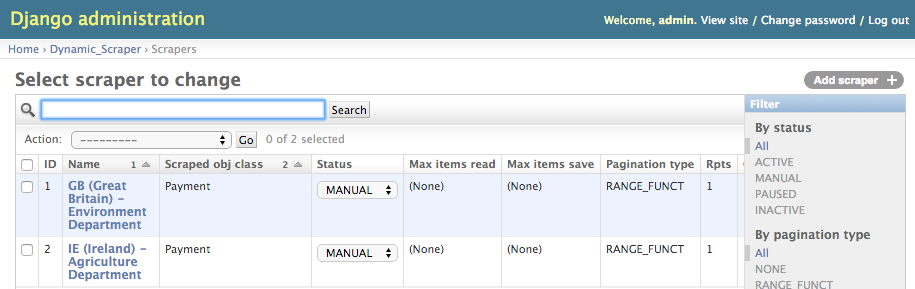 Django administration
Welcome, admin. View site / Change password / Log out
Home › Dynamic_Scraper › Scrapers
Select scraper to change
Add scraper +
Search
Filter
Action: --------- Go 0 of 2 selected
By status
All
ACTIVE
MANUAL
PAUSED
INACTIVE
By pagination type
All
NONE
RANGE_FUNCT
ID Name 1 Scraped obj class 2 Status Max items read Max items save Pagination type Rpts
1 GB (Great Payment MANUAL (None) (None) RANGE_FUNCT 1
Britain) –
Environment
Department
2 IE (Ireland) – Payment MANUAL (None) (None) RANGE_FUNCT 1
Agriculture
Department